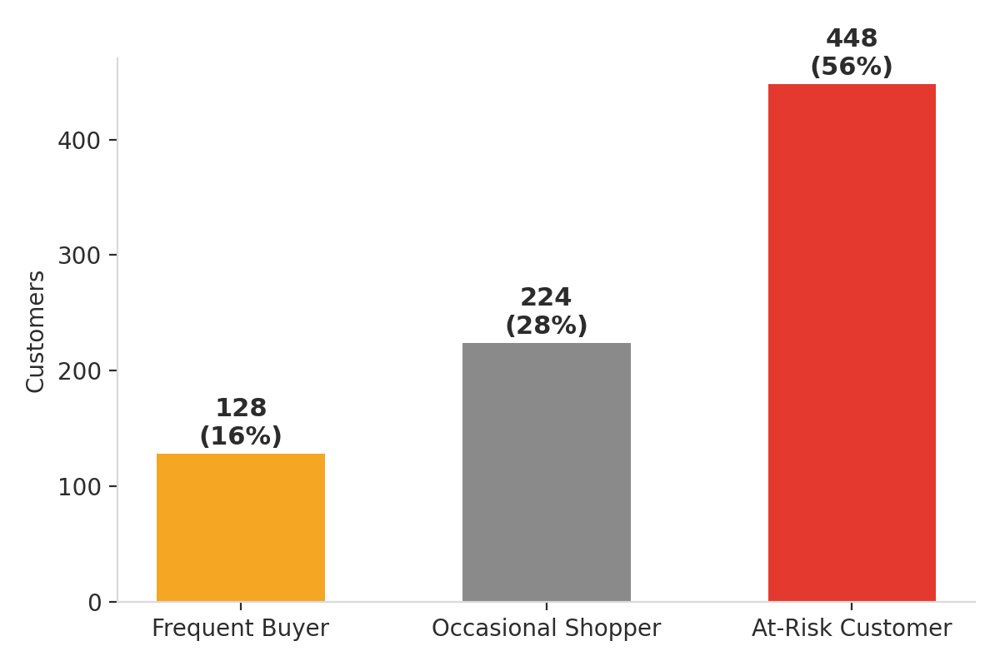 448
(56%)
400
300
224
(28%)
Customers
200
128
(16%)
100
0
Frequent Buyer
Occasional Shopper
At-Risk Customer